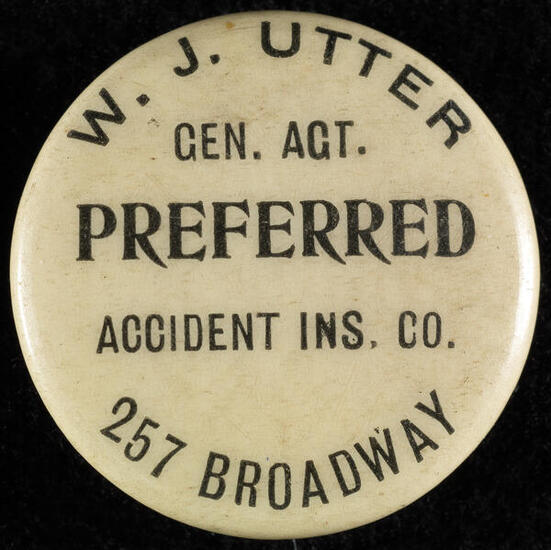 W. J. UTTER
GEN. AGT.
PREFERRED
ACCIDENT INS. CO.
257 BROADWAY